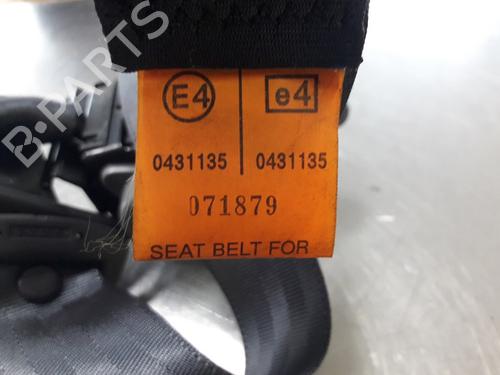 E4 e4
0431135 0431135
071879
SEAT BELT FOR
B-PARTS